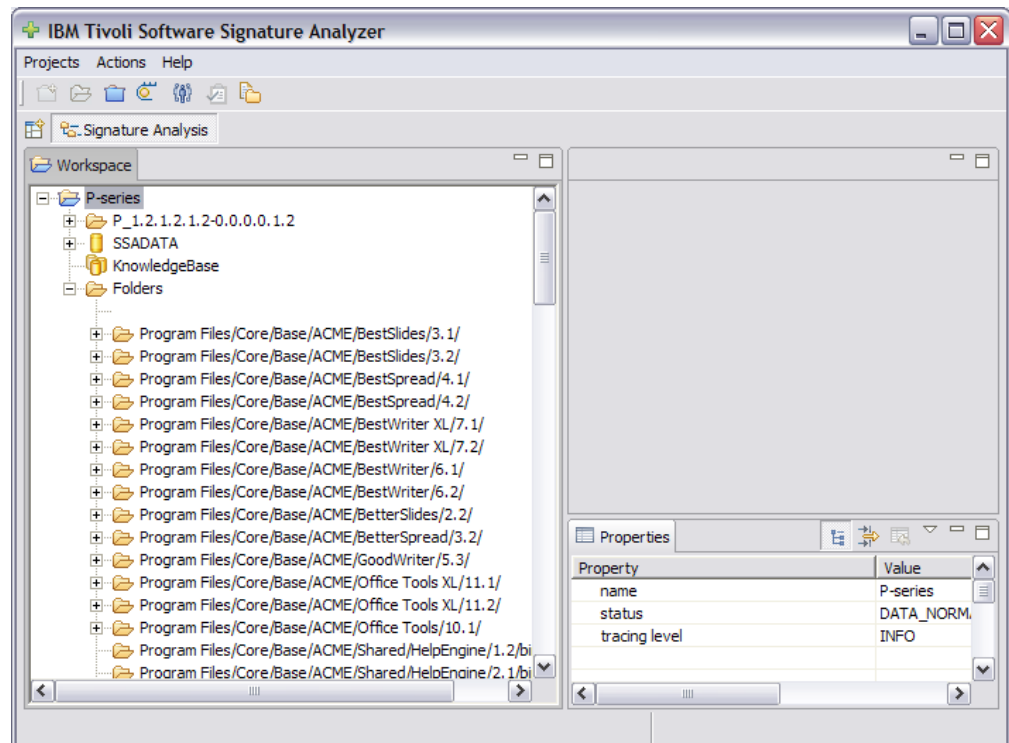 IBM Tivoli Software Signature Analyzer
Projects Actions Help
Signature Analysis
Workspace
P-series
P_1.2.1.2.1.2-0.0.0.0.1.2
SSADATA
KnowledgeBase
Folders
Program Files/Core/Base/ACME/BestSlides/3.1/
Program Files/Core/Base/ACME/BestSlides/3.2/
Program Files/Core/Base/ACME/BestSpread/4.1/
Program Files/Core/Base/ACME/BestSpread/4.2/
Program Files/Core/Base/ACME/BestWriter XL/7.1/
Program Files/Core/Base/ACME/BestWriter XL/7.2/
Program Files/Core/Base/ACME/BestWriter/6.1/
Program Files/Core/Base/ACME/BestWriter/6.2/
Program Files/Core/Base/ACME/BetterSlides/2.2/
Program Files/Core/Base/ACME/BetterSpread/3.2/
Program Files/Core/Base/ACME/GoodWriter/5.3/
Program Files/Core/Base/ACME/Office Tools XL/11.1/
Program Files/Core/Base/ACME/Office Tools XL/11.2/
Program Files/Core/Base/ACME/Office Tools/10.1/
Program Files/Core/Base/ACME/Shared/HelpEngine/1.2/bi
Program Files/Core/Base/ACME/Shared/HelpEngine/2.1/bi
Properties
Property Value
name P-series
status DATA_NORM
tracing level INFO